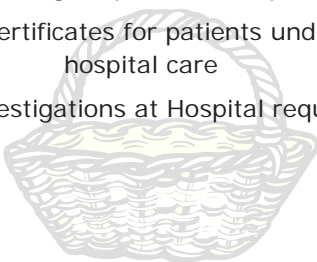 ertificates for patients und
hospital care
estigations at Hospital requ